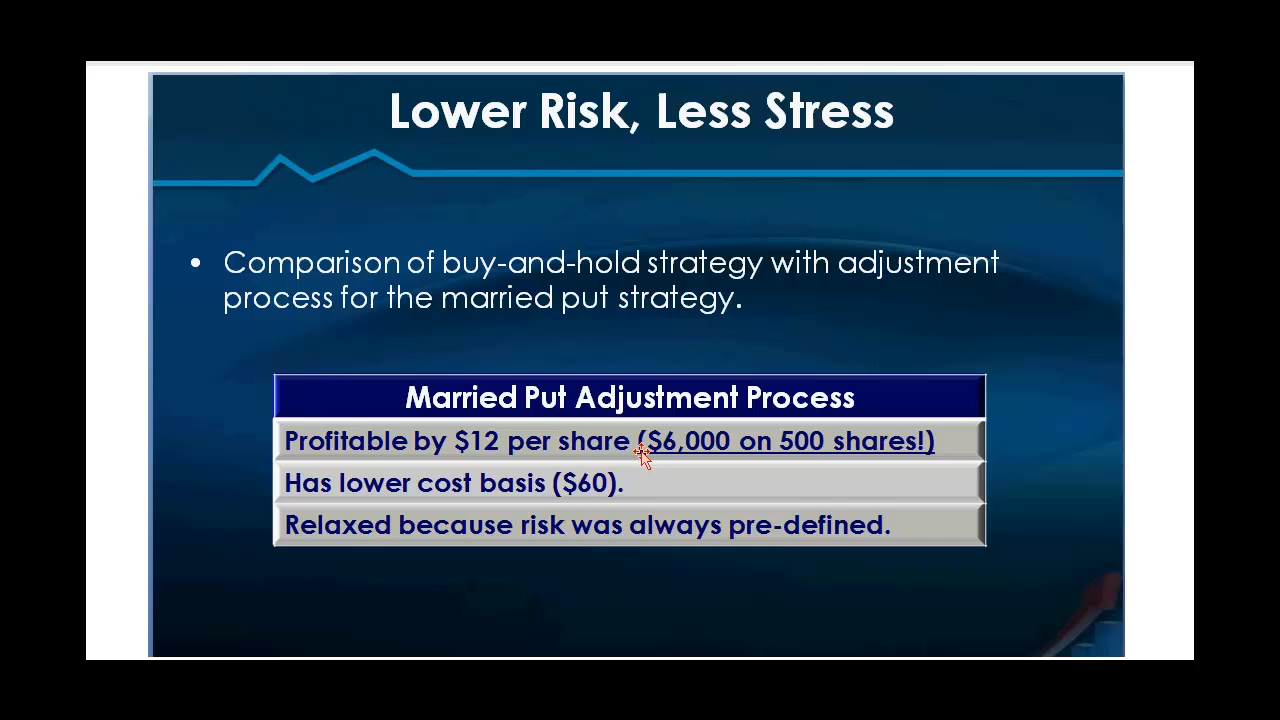 Lower Risk, Less Stress
• Comparison of buy-and-hold strategy with adjustment
process for the married put strategy.
Married Put Adjustment Process
Profitable by $12 per share ($6,000 on 500 shares!)
Has lower cost basis ($60).
Relaxed because risk was always pre-defined.